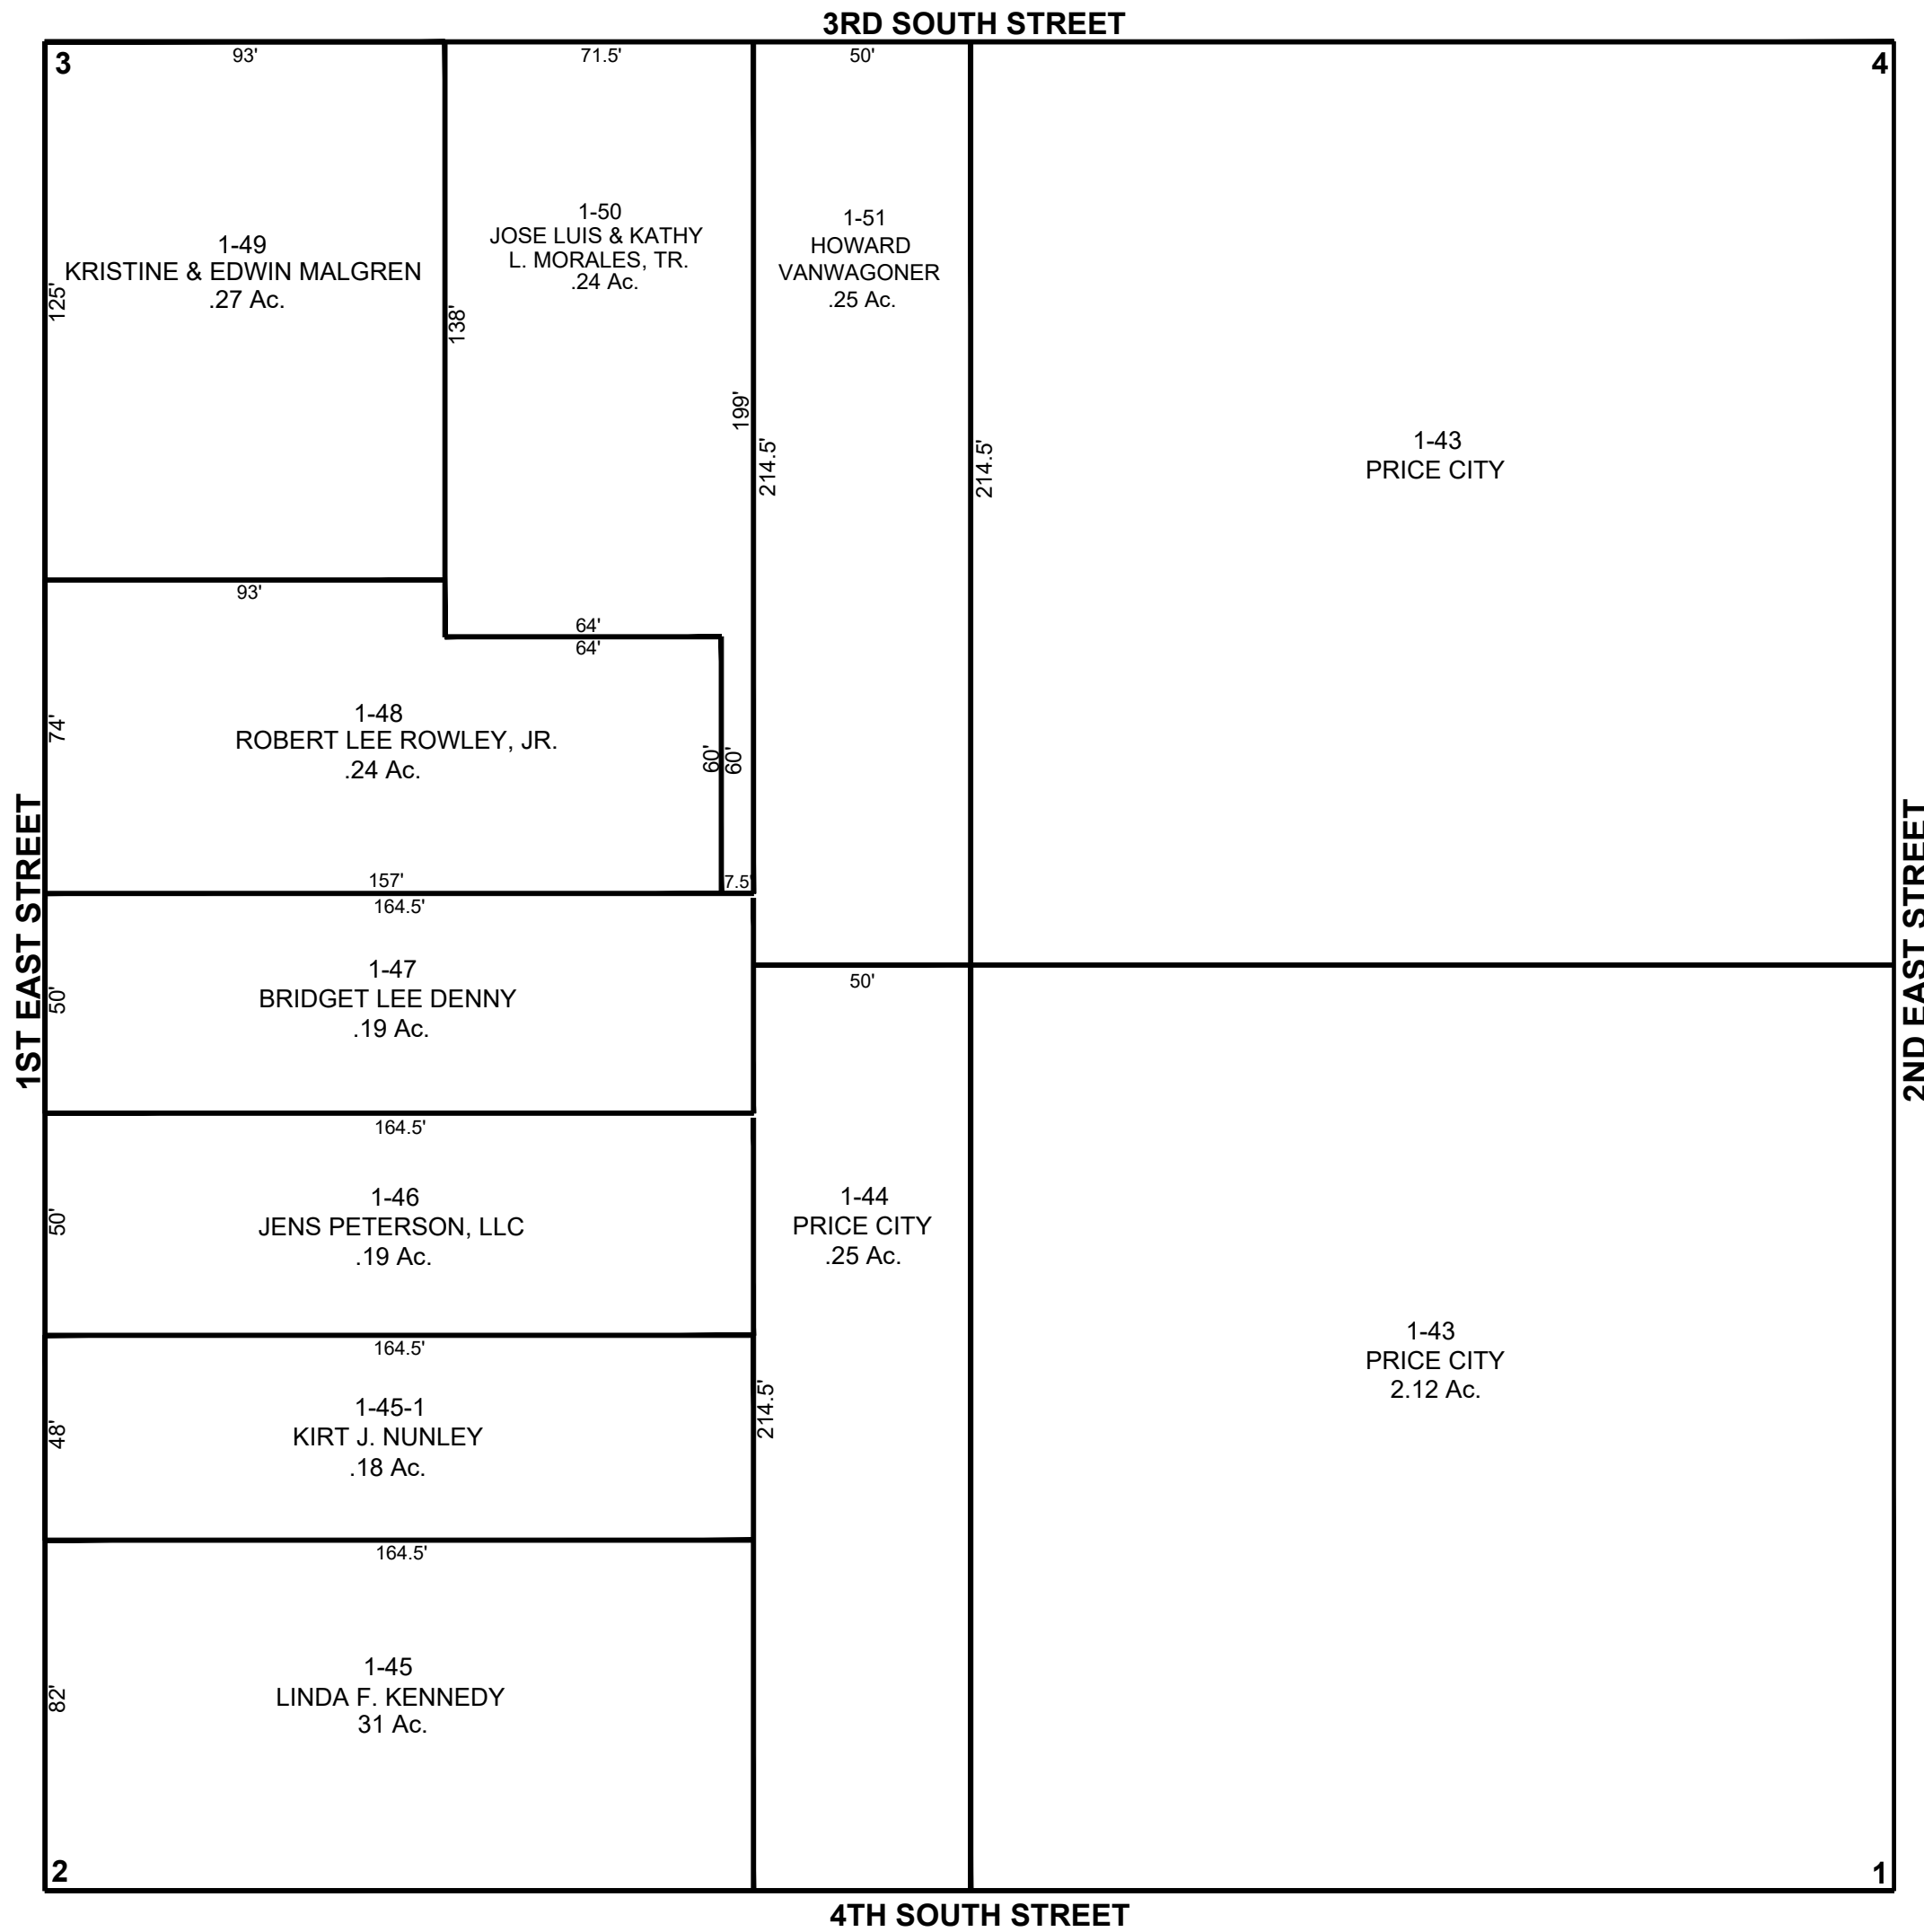 3RD SOUTH STREET
3
93'
71.5'
50'
4
1-49
KRISTINE & EDWIN MALGREN
.27 Ac.
125'
138'
1-50
JOSE LUIS & KATHY
L. MORALES, TR.
.24 Ac.
199'
214.5'
1-51
HOWARD
VANWAGONER
.25 Ac.
214.5'
1-43
PRICE CITY
93'
64'
64'
74'
1-48
ROBERT LEE ROWLEY, JR.
.24 Ac.
60'
60'
157'
7.5'
164.5'
1ST EAST STREET
2ND EAST STREET
50'
1-47
BRIDGET LEE DENNY
.19 Ac.
50'
164.5'
50'
1-46
JENS PETERSON, LLC
.19 Ac.
1-44
PRICE CITY
.25 Ac.
164.5'
214.5'
48'
1-45-1
KIRT J. NUNLEY
.18 Ac.
1-43
PRICE CITY
2.12 Ac.
164.5'
82'
1-45
LINDA F. KENNEDY
31 Ac.
2
1
4TH SOUTH STREET